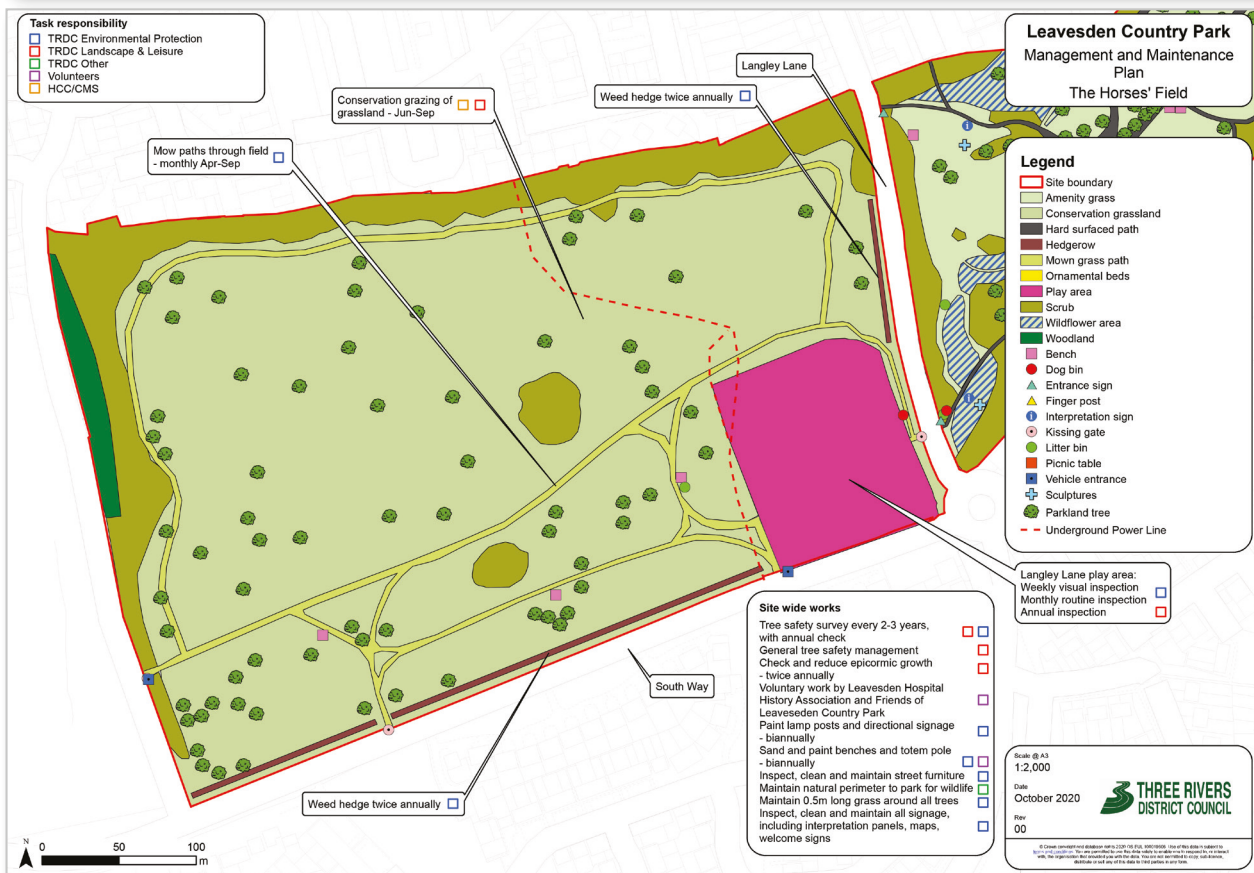 Task responsibility
TRDC Environmental Protection
TRDC Landscape & Leisure
TRDC Other
Volunteers
HCC/CMS
Conservation grazing of
grassland - Jun-Sep
Mow paths through field
- monthly Apr-Sep
Weed hedge twice annually
Langley Lane
Leavesden Country Park
Management and Maintenance
Plan
The Horses' Field
Legend
Site boundary
Amenity grass
Conservation grassland
Hard surfaced path
Hedgerow
Mown grass path
Ornamental beds
Play area
Scrub
Wildflower area
Woodland
Bench
Dog bin
Entrance sign
Finger post
Interpretation sign
Kissing gate
Litter bin
Picnic table
Vehicle entrance
Sculptures
Parkland tree
Underground Power Line
Langley Lane play area:
Weekly visual inspection
Monthly routine inspection
Annual inspection
South Way
Weed hedge twice annually
Site wide works
Tree safety survey every 2-3 years,
with annual check
General tree safety management
Check and reduce epicormic growth
- twice annually
Voluntary work by Leavesden Hospital
History Association and Friends of
Leaveseden Country Park
Paint lamp posts and directional signage
- biannually
Sand and paint benches and totem pole
- biannually
Inspect, clean and maintain street furniture
Maintain natural perimeter to park for wildlife
Maintain 0.5m long grass around all trees
Inspect, clean and maintain all signage,
including interpretation panels, maps,
welcome signs
Scale @ A3
1:2,000
Date
October 2020
Rev
00
THREE RIVERS
DISTRICT COUNCIL
N
0 50 100
m